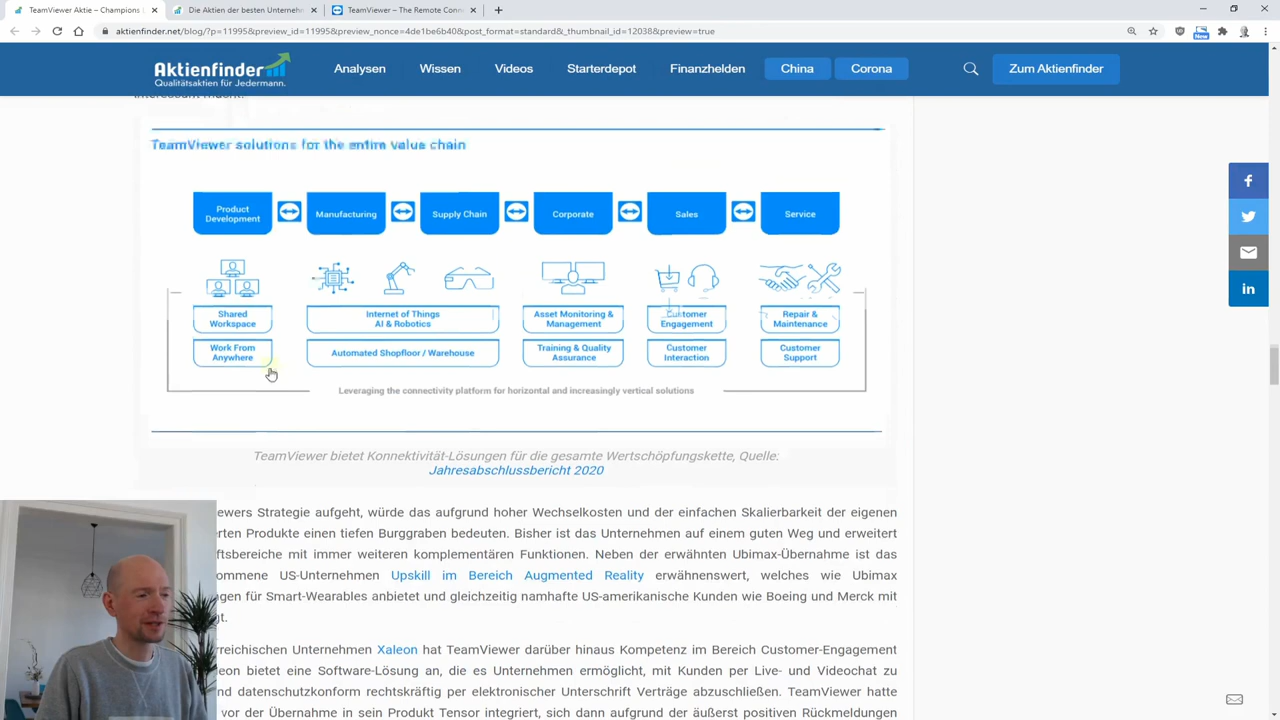 TeamViewer Aktie – Champions
Die Aktien der besten Unternehm
TeamViewer – The Remote Conn
aktienfinder.net/blog/?p=11995&preview_id=11995&preview_nonce=4de1be6b40&post_format=standard&_thumbnail_id=12038&preview=true
New
Aktienfinder
Qualitätsaktien für Jedermann.
Analysen
Wissen
Videos
Starterdepot
Finanzhelden
China
Corona
Zum Aktienfinder
TeamViewer solutions for the entire value chain
Product
Development
Manufacturing
Supply Chain
Corporate
Sales
Service
Shared
Workspace
Internet of Things
AI & Robotics
Asset Monitoring &
Management
Customer
Engagement
Repair &
Maintenance
Work From
Anywhere
Automated Shopfloor / Warehouse
Training & Quality
Assurance
Customer
Interaction
Customer
Support
Leveraging the connectivity platform for horizontal and increasingly vertical solutions
TeamViewer bietet Konnektivität-Lösungen für die gesamte Wertschöpfungskette, Quelle:
Jahresabschlussbericht 2020
ewers Strategie aufgeht, würde das aufgrund hoher Wechselkosten und der einfachen Skalierbarkeit der eigenen
erten Produkte einen tiefen Burggraben bedeuten. Bisher ist das Unternehmen auf einem guten Weg und erweitert
ftsbereiche mit immer weiteren komplementären Funktionen. Neben der erwähnten Ubimax-Übernahme ist das
ommene US-Unternehmen Upskill im Bereich Augmented Reality erwähnenswert, welches wie Ubimax
ngen für Smart-Wearables anbietet und gleichzeitig namhafte US-amerikanische Kunden wie Boeing und Merck mit
gt.
rreichischen Unternehmen Xaleon hat TeamViewer darüber hinaus Kompetenz im Bereich Customer-Engagement
eon bietet eine Software-Lösung an, die es Unternehmen ermöglicht, mit Kunden per Live- und Videochat zu
nd datenschutzkonform rechtskräftig per elektronischer Unterschrift Verträge abzuschließen. TeamViewer hatte
vor der Übernahme in sein Produkt Tensor integriert, sich dann aufgrund der äußerst positiven Rückmeldungen